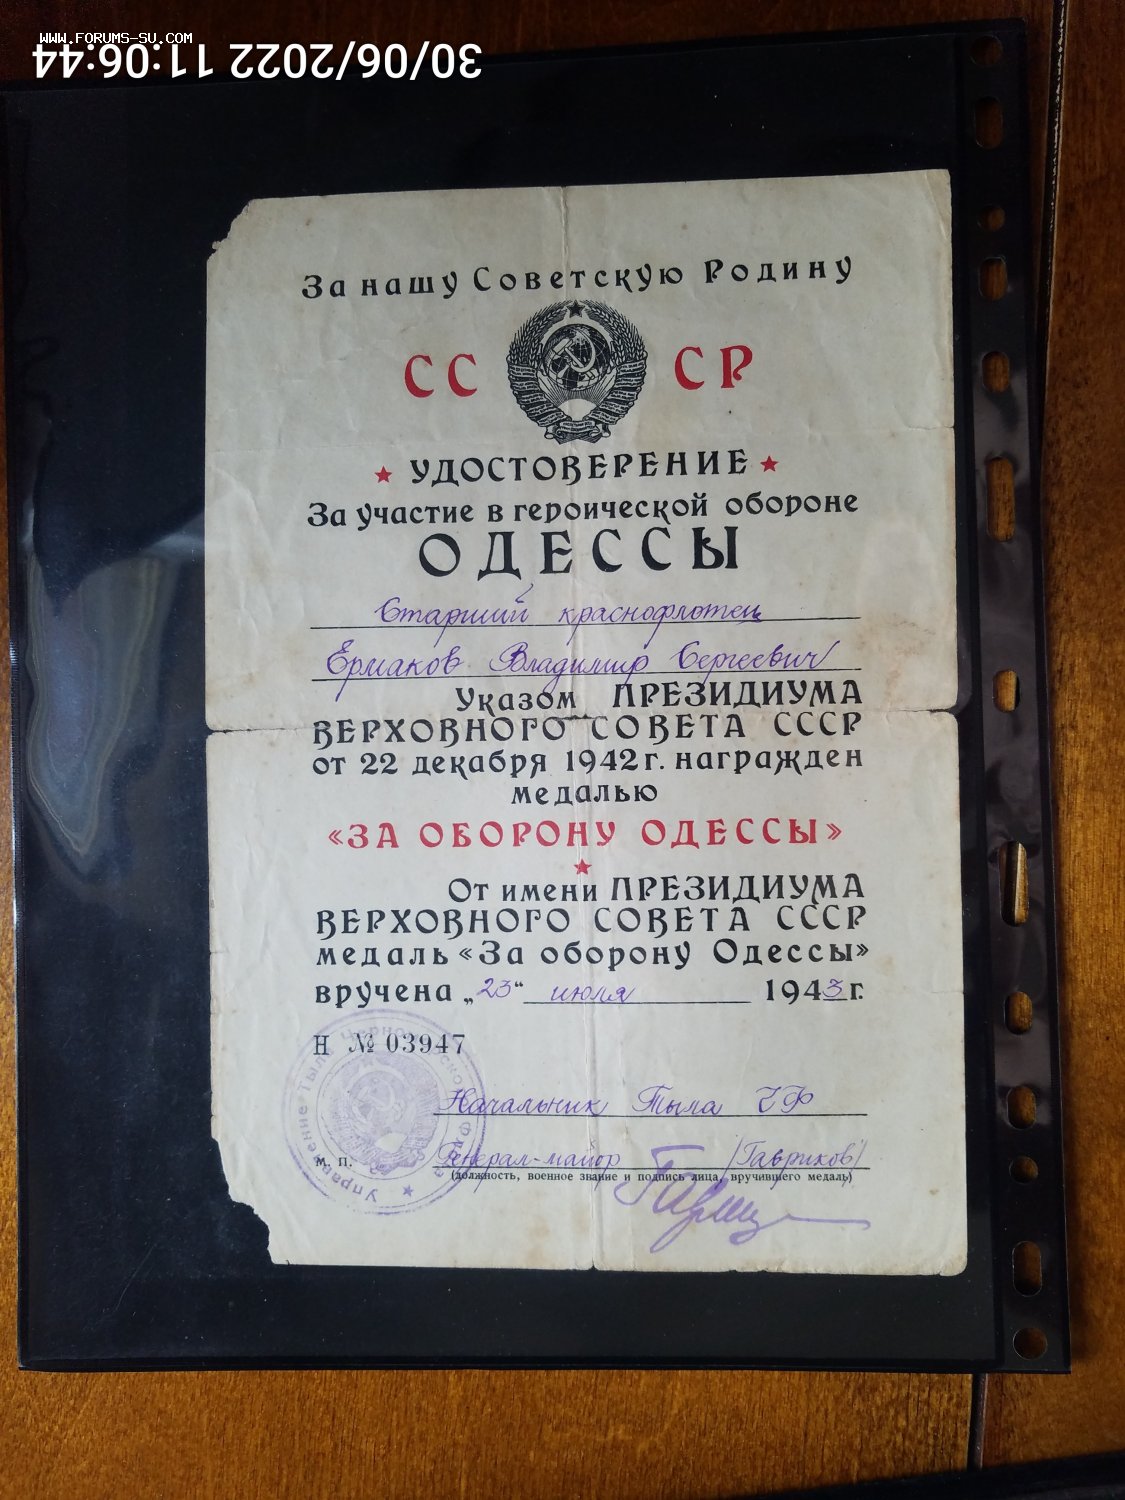 www.forums-su.com
30/06/2022 11:06:44
За нашу Советскую Родину
СС СР
УДОСТОВЕРЕНИЕ
За участие в героической обороне
ОДЕССЫ
Старший краснофлотец
Ермаков Владимир Сергеевич
Указом ПРЕЗИДИУМА
ВЕРХОВНОГО СОВЕТА СССР
от 22 декабря 1942 г. награжден
медалью
«ЗА ОБОРОНУ ОДЕССЫ»
От имени ПРЕЗИДИУМА
ВЕРХОВНОГО СОВЕТА СССР
медаль «За оборону Одессы»
вручена „23“ июля 1943 г.
Н № 03947
Управление Тыла Черноморского
Начальник Тыла ЧФ
м. п. Генерал-майор /Гавриков/
(должность, военное звание и подпись лица, вручившего медаль)